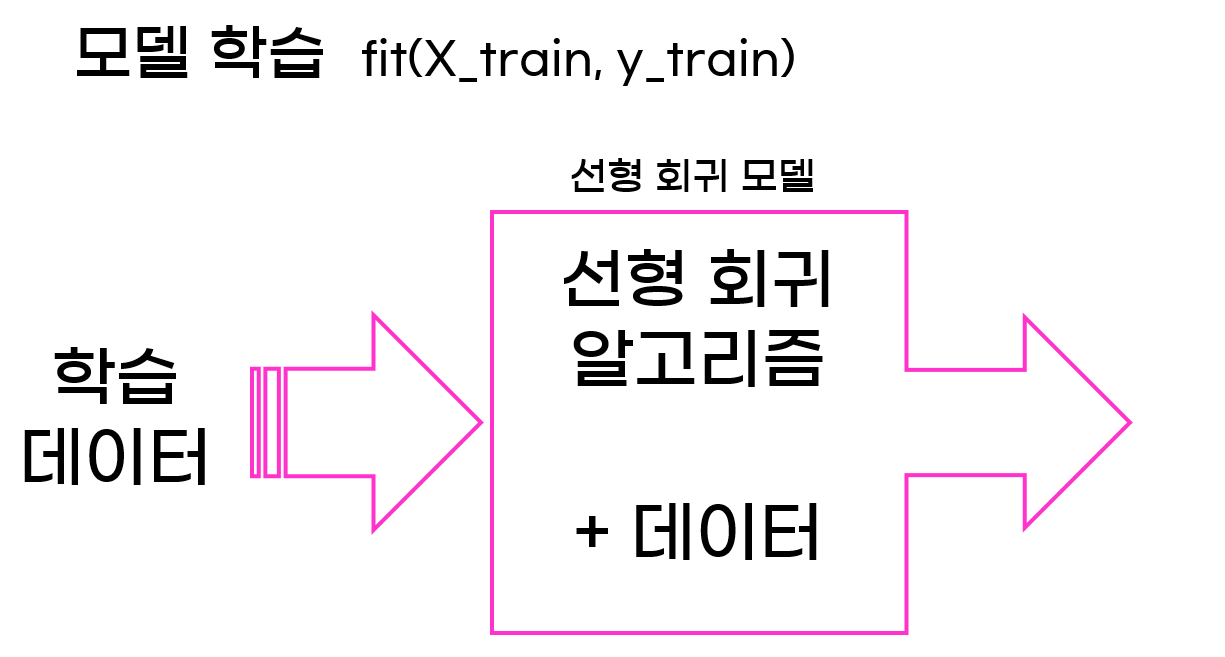 모델 학습 fit(X_train, y_train)
선형 회귀 모델
선형 회귀
알고리즘
학습
데이터
+ 데이터